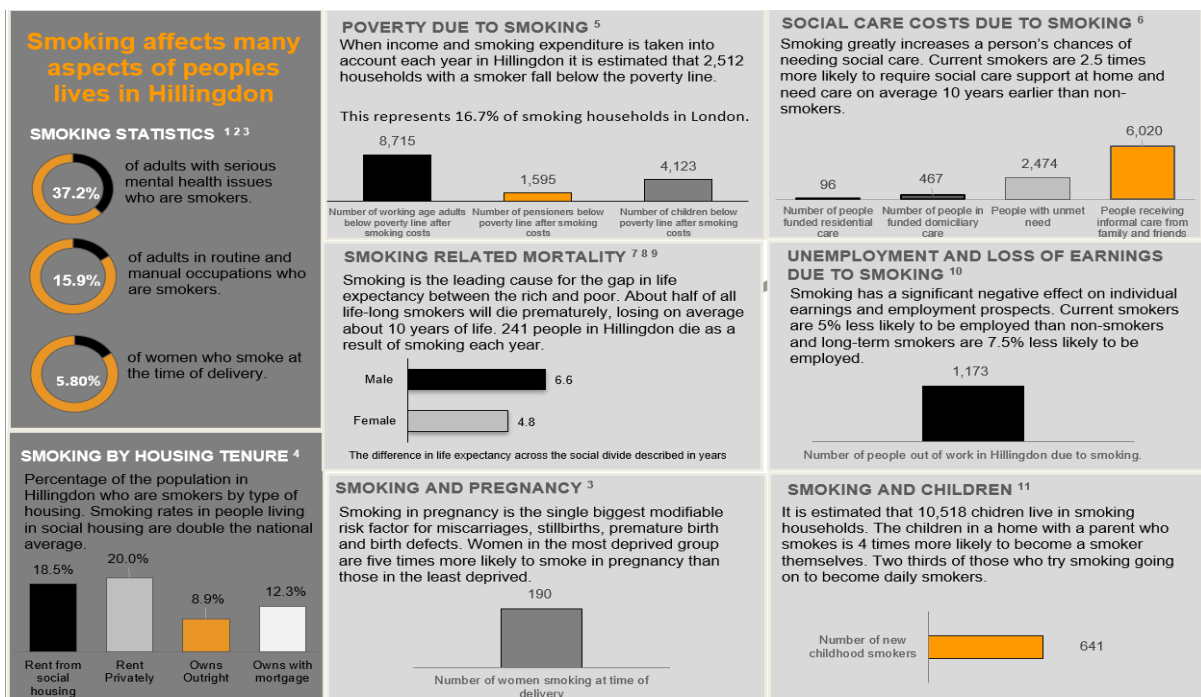 Smoking affects many
aspects of peoples
lives in Hillingdon
SMOKING STATISTICS 1 2 3
37.2%
of adults with serious
mental health issues
who are smokers.
15.9%
of adults in routine and
manual occupations who
are smokers.
5.80%
of women who smoke at
the time of delivery.
SMOKING BY HOUSING TENURE 4
Percentage of the population in
Hillingdon who are smokers by type of
housing. Smoking rates in people living
in social housing are double the national
average.
18.5%
20.0%
8.9%
12.3%
Rent from
social
housing
Rent
Privately
Owns
Outright
Owns with
mortgage
POVERTY DUE TO SMOKING 5
When income and smoking expenditure is taken into
account each year in Hillingdon it is estimated that 2,512
households with a smoker fall below the poverty line.
This represents 16.7% of smoking households in London.
8,715
1,595
4,123
Number of working age adults
below poverty line after
smoking costs
Number of pensioners below
poverty line after smoking costs
Number of children below
poverty line after smoking
costs
SOCIAL CARE COSTS DUE TO SMOKING 6
Smoking greatly increases a person's chances of
needing social care. Current smokers are 2.5 times
more likely to require social care support at home and
need care on average 10 years earlier than non-
smokers.
96
467
2,474
6,020
Number of people
funded residential
care
Number of people in
funded domiciliary
care
People with unmet
need
People receiving
informal care from
family and friends
SMOKING RELATED MORTALITY 7 8 9
Smoking is the leading cause for the gap in life
expectancy between the rich and poor. About half of all
life-long smokers will die prematurely, losing on average
about 10 years of life. 241 people in Hillingdon die as a
result of smoking each year.
Male
6.6
Female
4.8
The difference in life expectancy across the social divide described in years
UNEMPLOYMENT AND LOSS OF EARNINGS
DUE TO SMOKING 10
Smoking has a significant negative effect on individual
earnings and employment prospects. Current smokers
are 5% less likely to be employed than non-smokers
and long-term smokers are 7.5% less likely to be
employed.
1,173
Number of people out of work in Hillingdon due to smoking.
SMOKING AND PREGNANCY 3
Smoking in pregnancy is the single biggest modifiable
risk factor for miscarriages, stillbirths, premature birth
and birth defects. Women in the most deprived group
are five times more likely to smoke in pregnancy than
those in the least deprived.
190
Number of women smoking at time of
delivery
SMOKING AND CHILDREN 11
It is estimated that 10,518 chidren live in smoking
households. The children in a home with a parent who
smokes is 4 times more likely to become a smoker
themselves. Two thirds of those who try smoking going
on to become daily smokers.
Number of new
childhood smokers
641